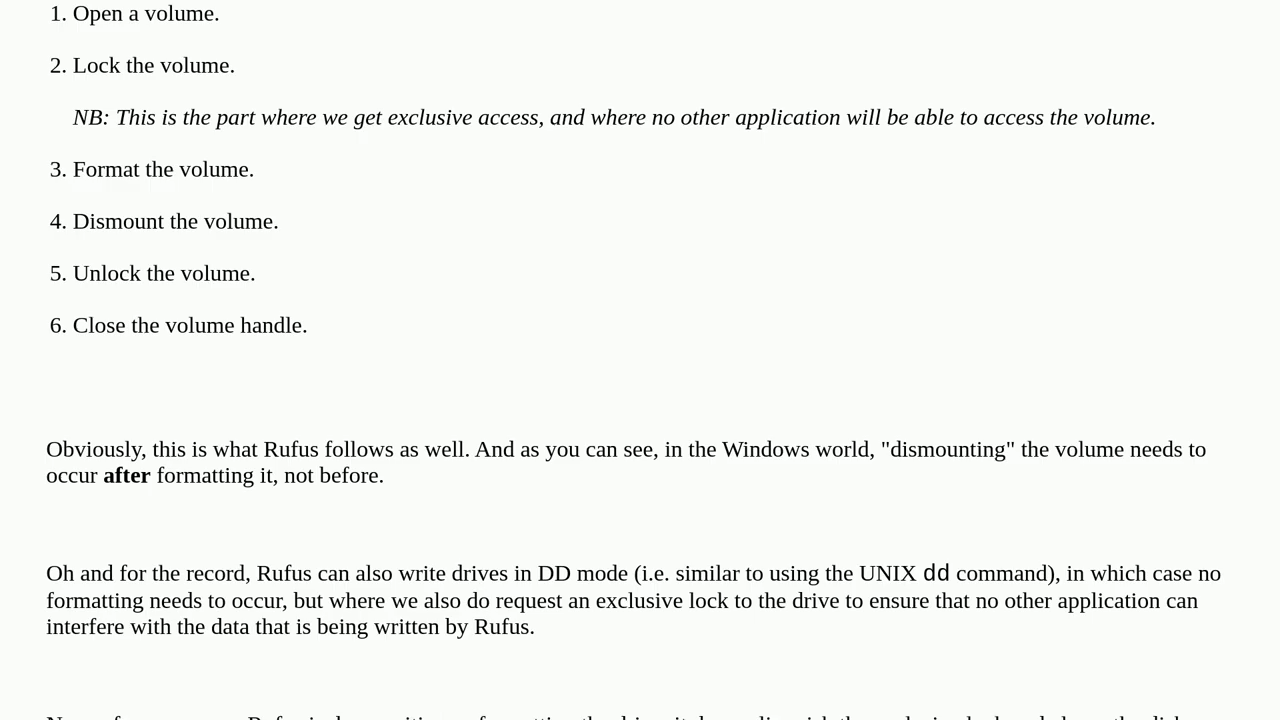 1. Open a volume.
2. Lock the volume.
NB: This is the part where we get exclusive access, and where no other application will be able to access the volume.
3. Format the volume.
4. Dismount the volume.
5. Unlock the volume.
6. Close the volume handle.
Obviously, this is what Rufus follows as well. And as you can see, in the Windows world, "dismounting" the volume needs to
occur after formatting it, not before.
Oh and for the record, Rufus can also write drives in DD mode (i.e. similar to using the UNIX dd command), in which case no
formatting needs to occur, but where we also do request an exclusive lock to the drive to ensure that no other application can
interfere with the data that is being written by Rufus.